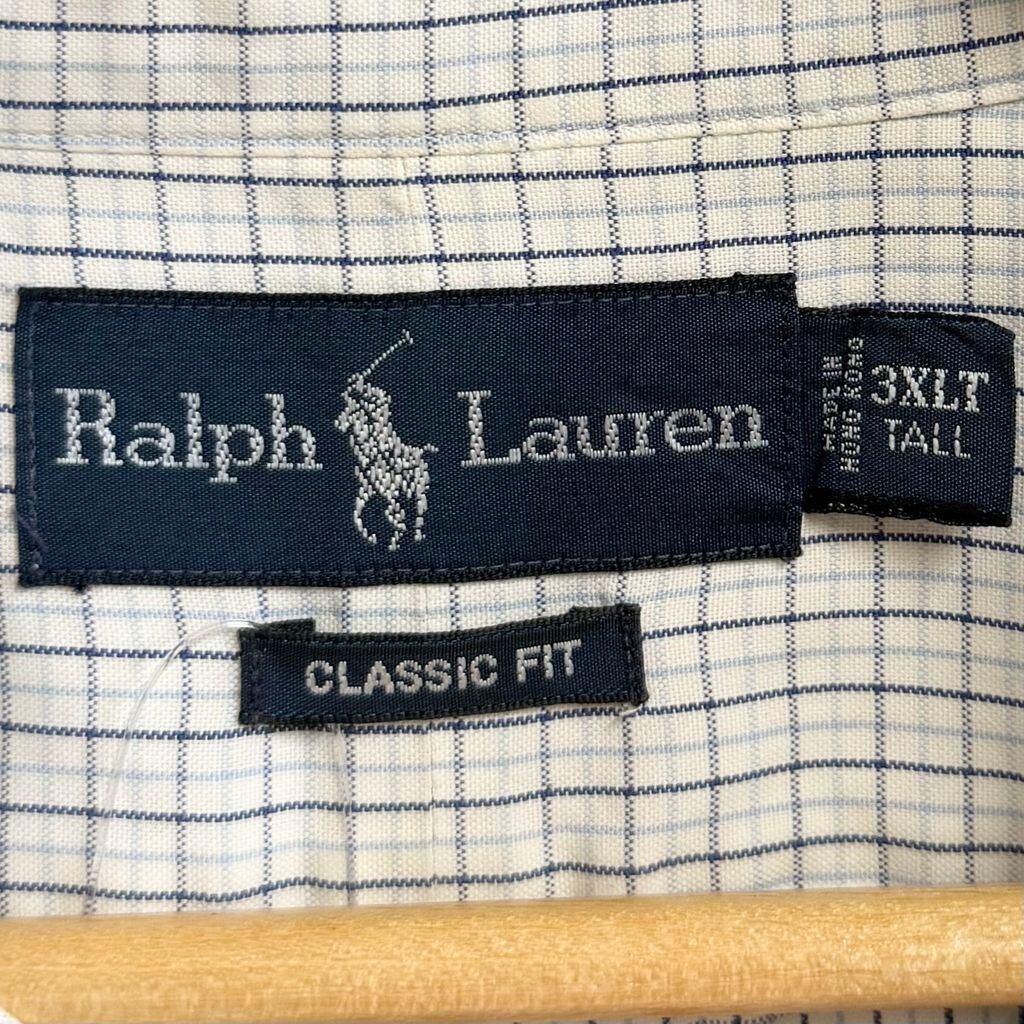 Ralph Lauren
MADE IN
HONG KONG
3XLT
TALL
CLASSIC FIT